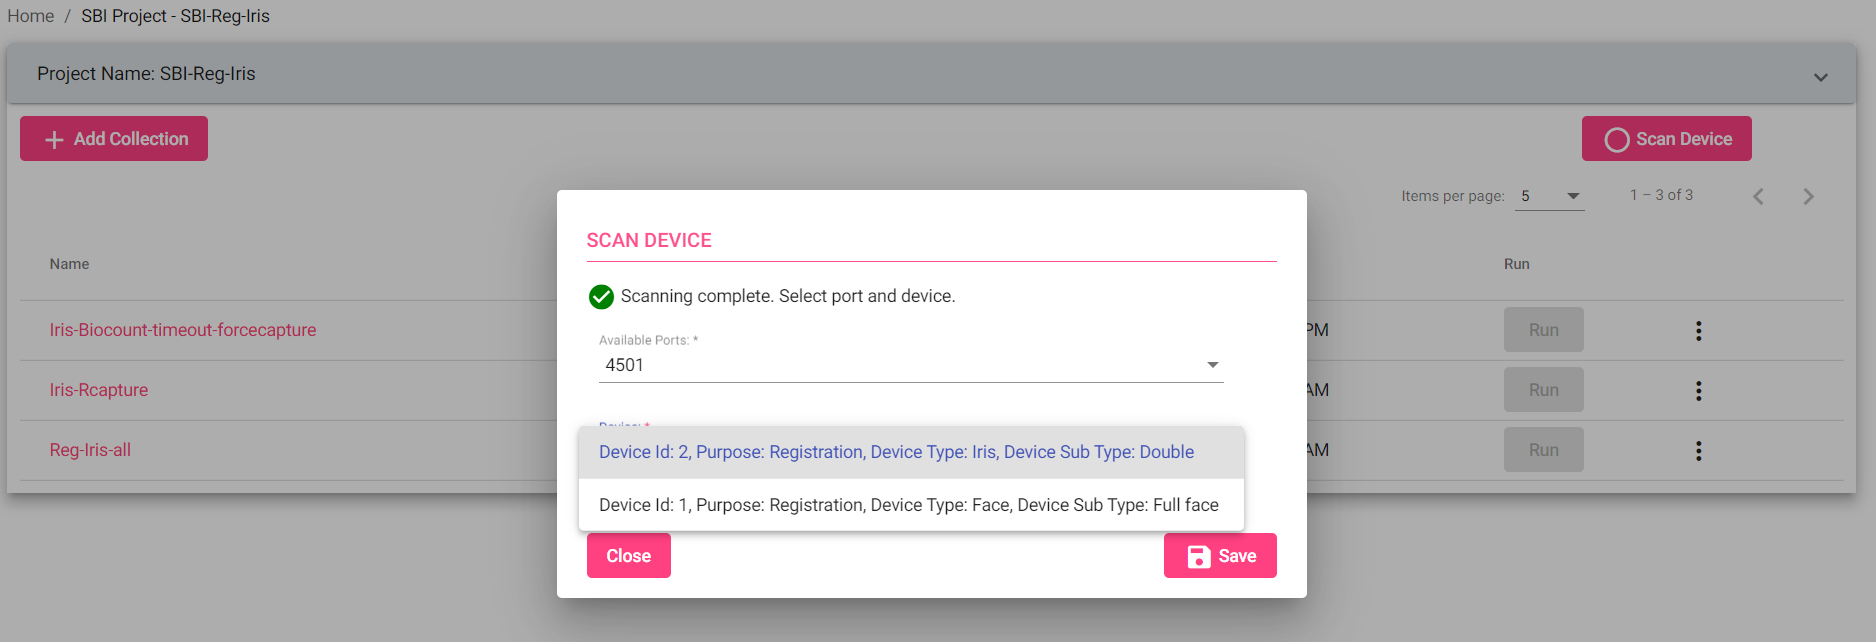 Home / SBI Project - SBI-Reg-Iris
Project Name: SBI-Reg-Iris
Add Collection
Scan Device
Items per page: 5 1 – 3 of 3
SCAN DEVICE
Name
Run
Scanning complete. Select port and device.
Iris-Biocount-timeout-forcecapture
PM
Run
Available Ports: *
4501
Iris-Rcapture
AM
Run
Device: *
Reg-Iris-all
AM
Run
Device Id: 2, Purpose: Registration, Device Type: Iris, Device Sub Type: Double
Device Id: 1, Purpose: Registration, Device Type: Face, Device Sub Type: Full face
Close
Save